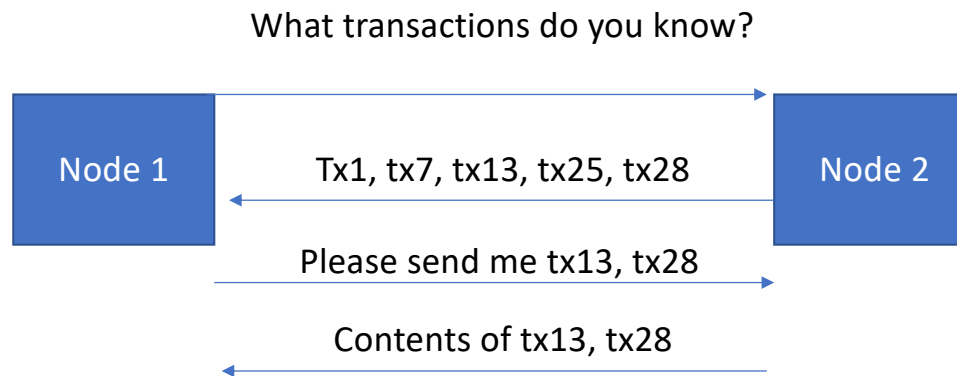 What transactions do you know?
Node 1
Tx1, tx7, tx13, tx25, tx28
Node 2
Please send me tx13, tx28
Contents of tx13, tx28